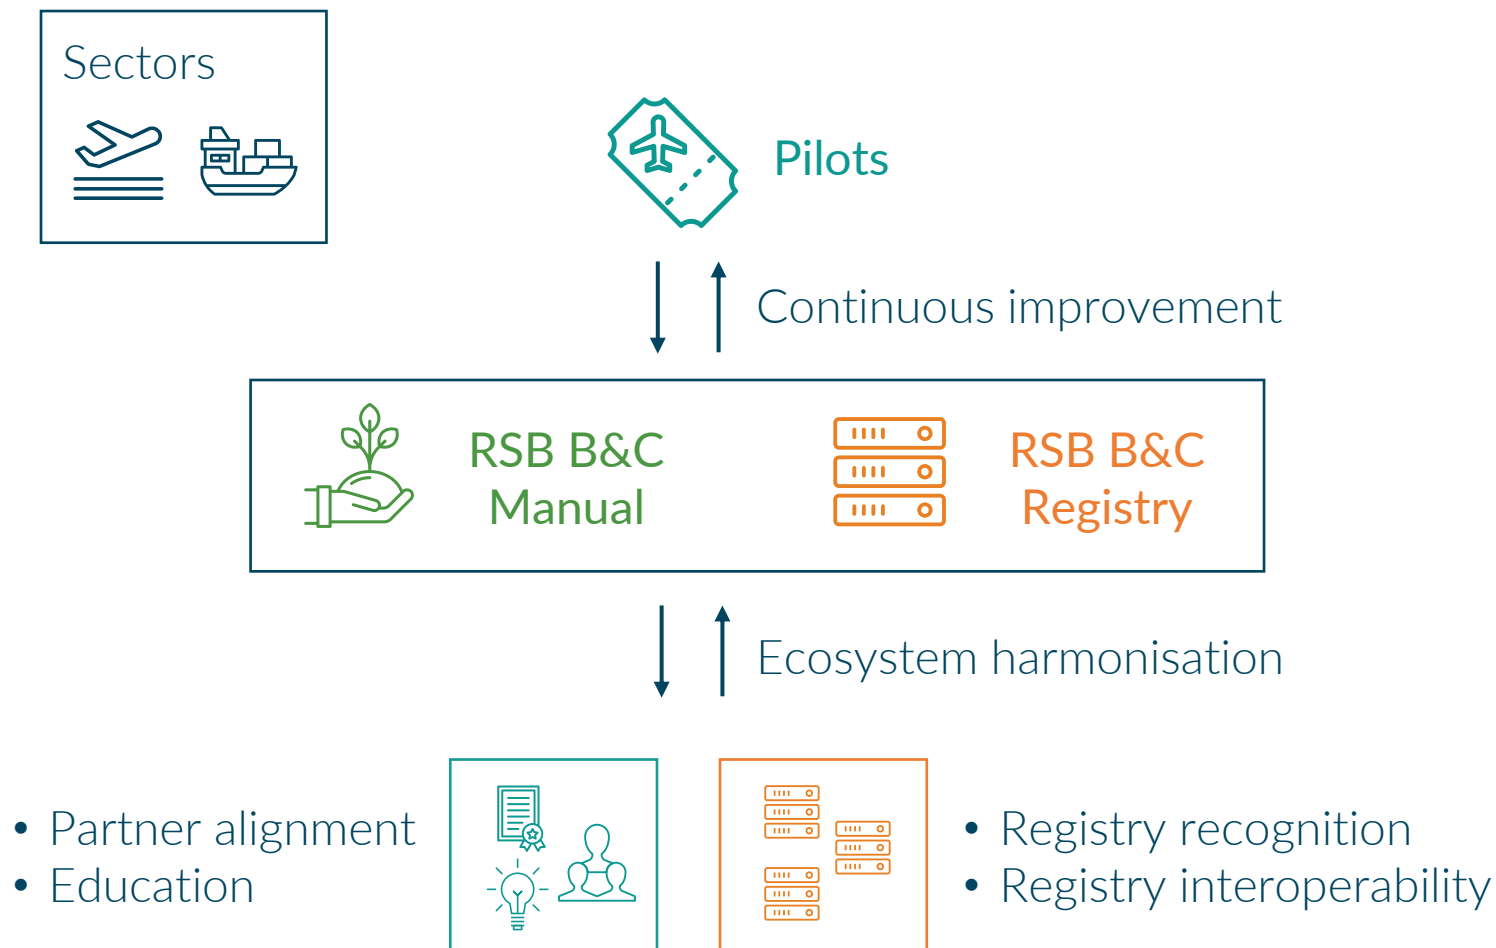 Sectors
Pilots
Continuous improvement
RSB B&C
Manual
RSB B&C
Registry
Ecosystem harmonisation
• Partner alignment
• Education
• Registry recognition
• Registry interoperability